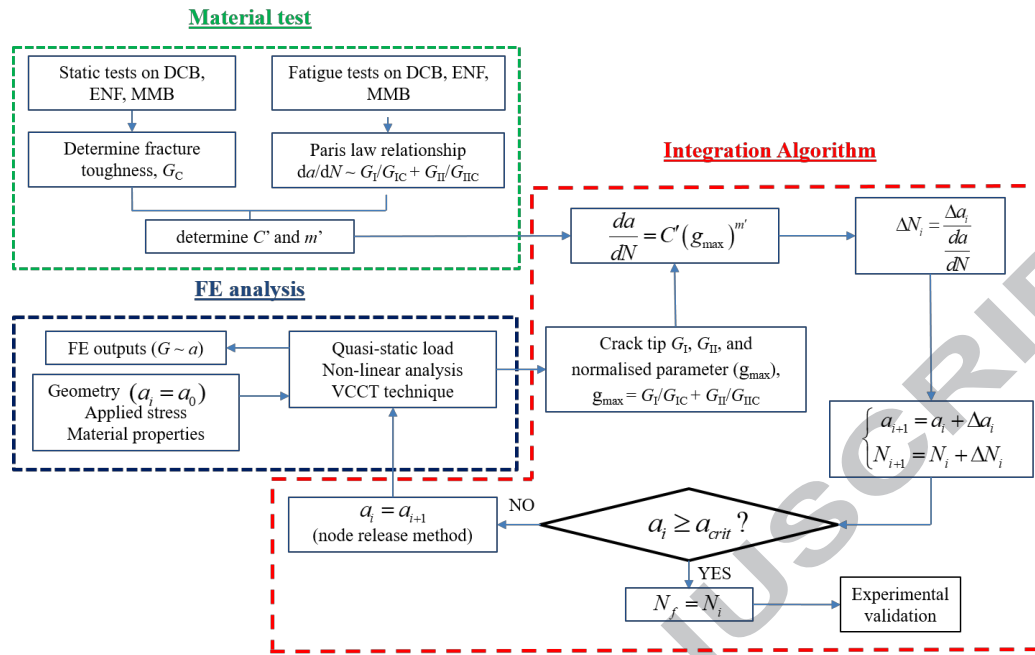 Material test
Static tests on DCB,
ENF, MMB
Fatigue tests on DCB, ENF,
MMB
Determine fracture
toughness, G_C
Paris law relationship
da/dN ~ G_I/G_IC + G_II/G_IIC
determine C’ and m’
Integration Algorithm
da/dN = C′(g_max)^m′
ΔN_i = Δa_i / (da/dN)
FE analysis
FE outputs (G ~ a)
Geometry (a_i = a_0)
Applied stress
Material properties
Quasi-static load
Non-linear analysis
VCCT technique
Crack tip G_I, G_II, and
normalised parameter (g_max),
g_max = G_I/G_IC + G_II/G_IIC
a_i+1 = a_i + Δa_i
N_i+1 = N_i + ΔN_i
a_i ≥ a_crit ?
NO
a_i = a_i+1
(node release method)
YES
N_f = N_i
Experimental
validation